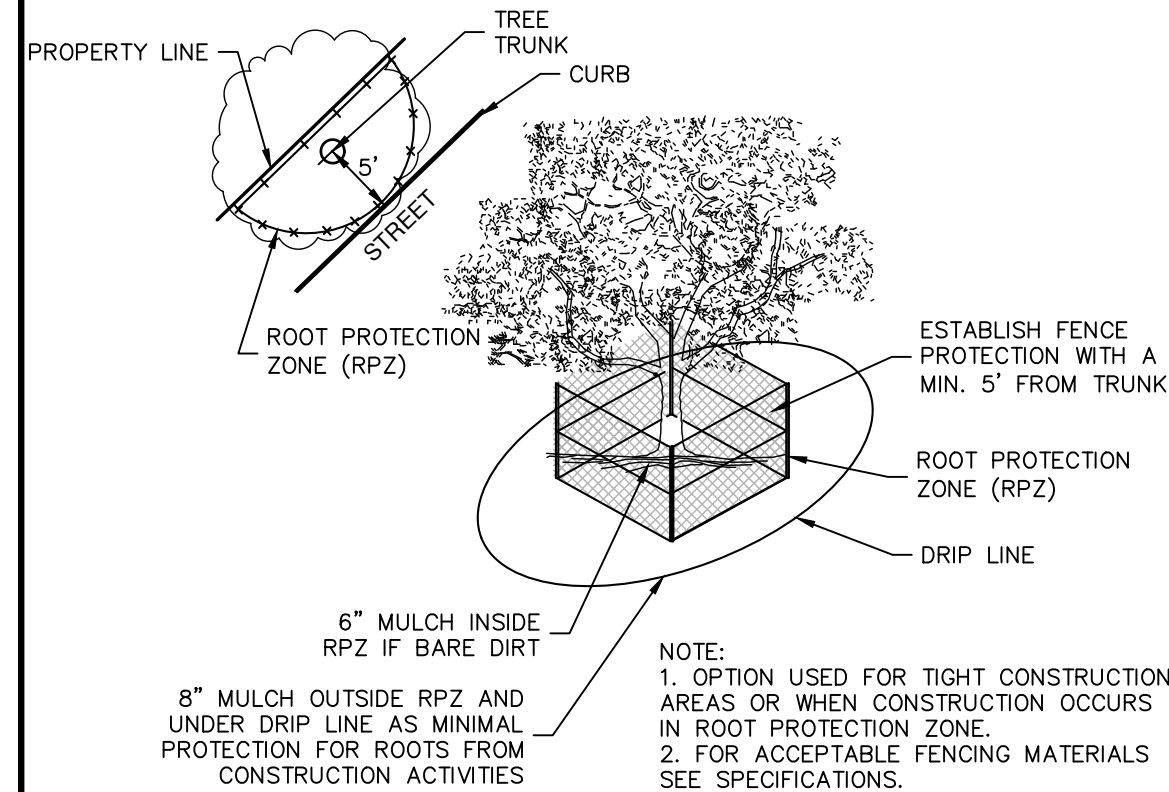 PROPERTY LINE
TREE
TRUNK
CURB
5'
STREET
ROOT PROTECTION
ZONE (RPZ)
ESTABLISH FENCE
PROTECTION WITH A
MIN. 5' FROM TRUNK
ROOT PROTECTION
ZONE (RPZ)
DRIP LINE
6" MULCH INSIDE
RPZ IF BARE DIRT
8" MULCH OUTSIDE RPZ AND
UNDER DRIP LINE AS MINIMAL
PROTECTION FOR ROOTS FROM
CONSTRUCTION ACTIVITIES
NOTE:
1. OPTION USED FOR TIGHT CONSTRUCTION
AREAS OR WHEN CONSTRUCTION OCCURS
IN ROOT PROTECTION ZONE.
2. FOR ACCEPTABLE FENCING MATERIALS
SEE SPECIFICATIONS.